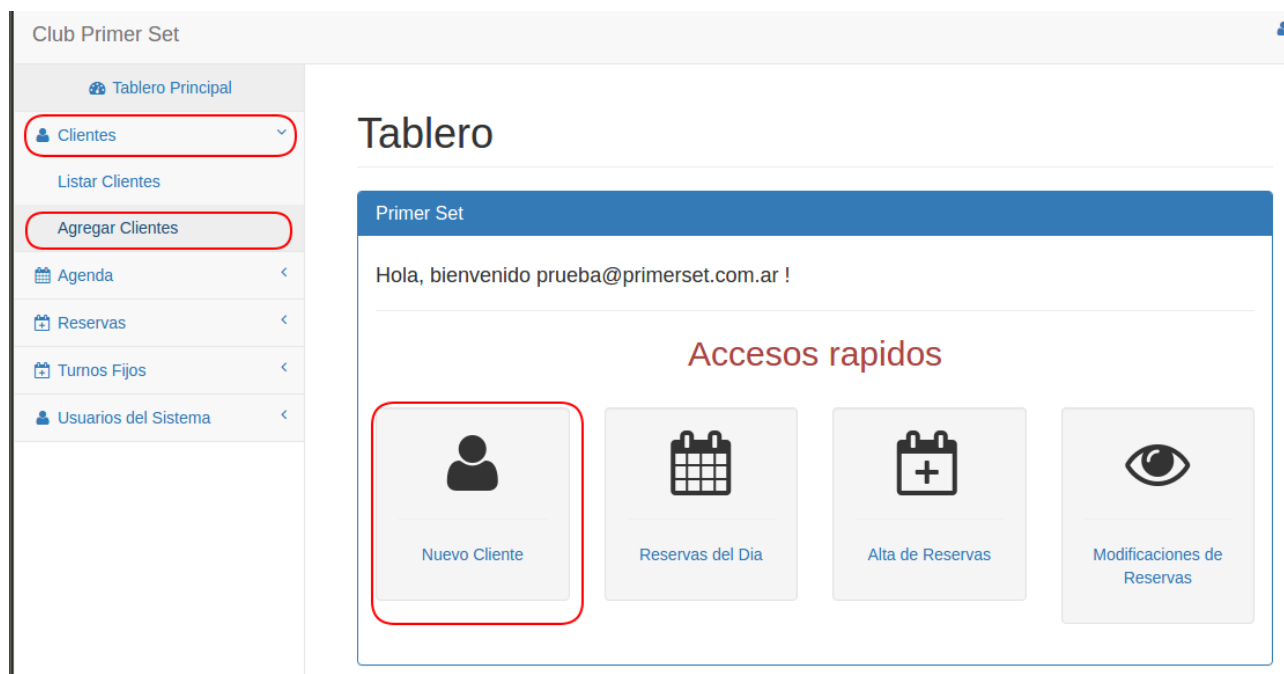 Club Primer Set
Tablero Principal
Clientes
Listar Clientes
Agregar Clientes
Agenda
Reservas
Turnos Fijos
Usuarios del Sistema
Tablero
Primer Set
Hola, bienvenido prueba@primerset.com.ar !
Accesos rapidos
Nuevo Cliente
Reservas del Dia
Alta de Reservas
Modificaciones de
Reservas